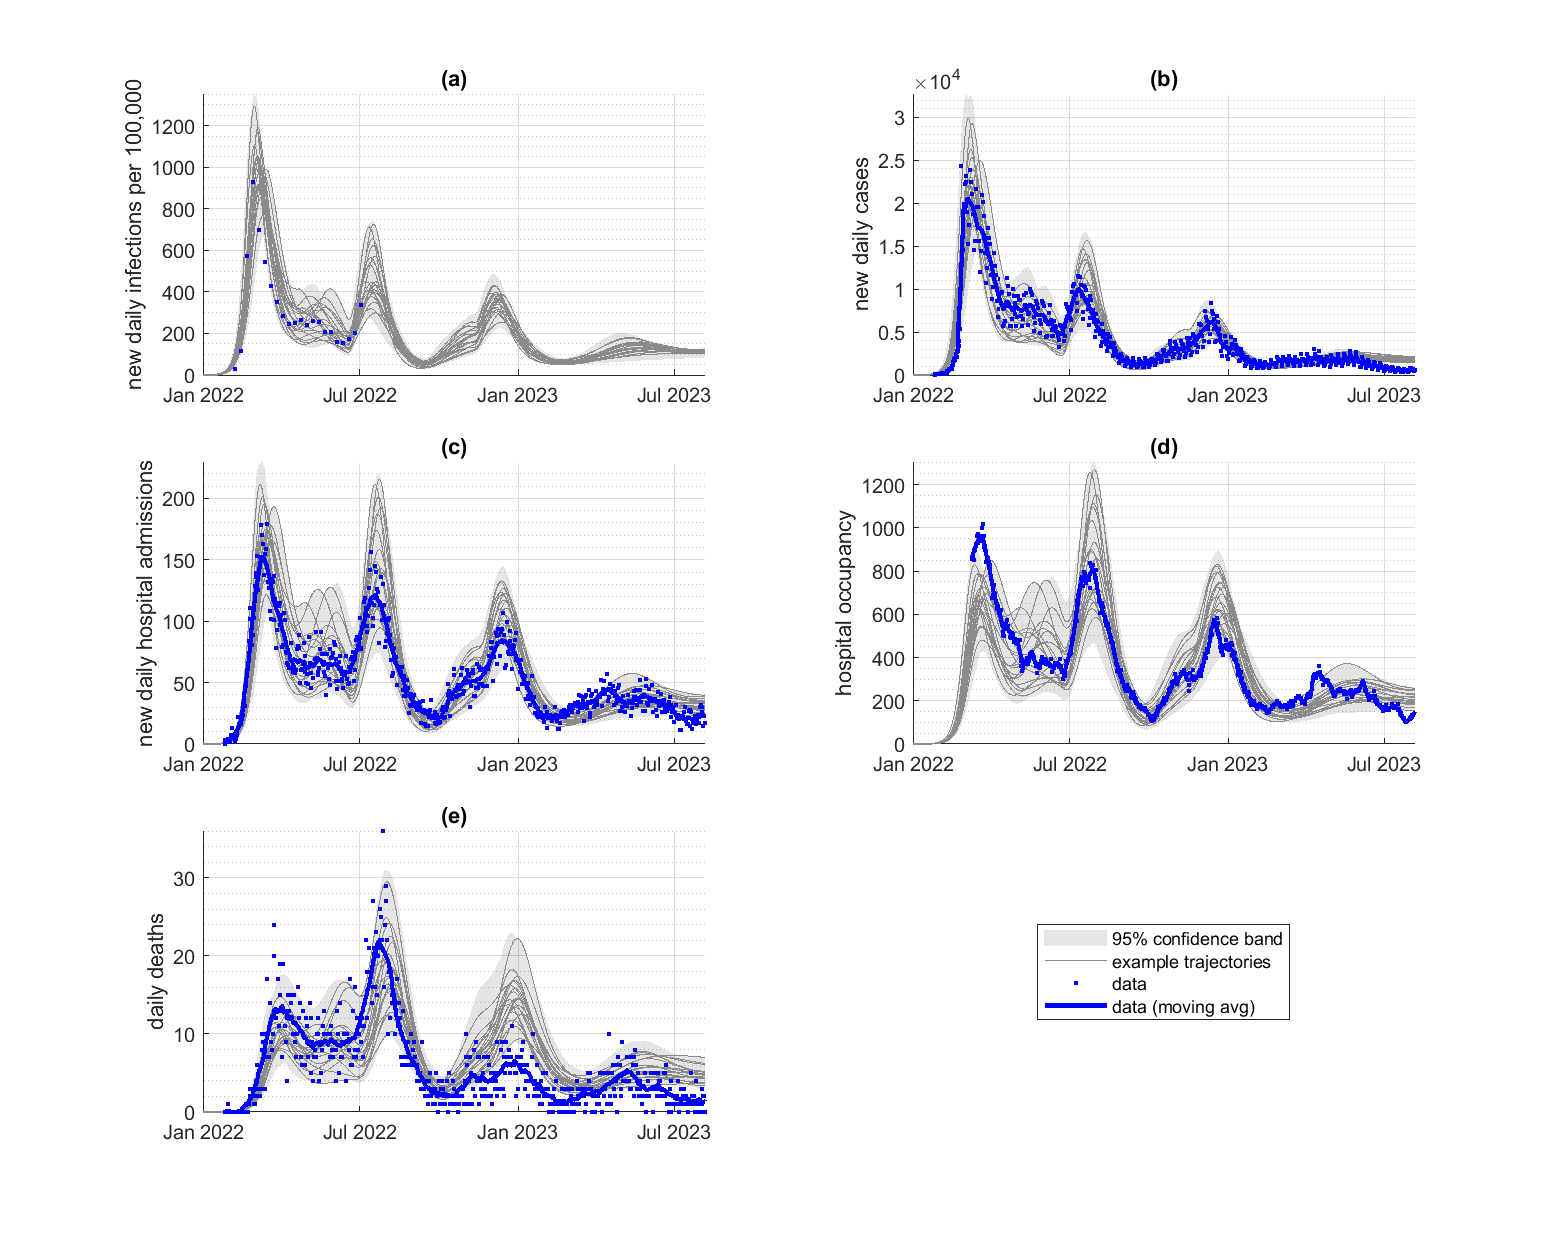 (a)
new daily infections per 100,000
1200
1000
800
600
400
200
0
Jan 2022 Jul 2022 Jan 2023 Jul 2023
(b)
×10^4
new daily cases
3
2.5
2
1.5
1
0.5
0
Jan 2022 Jul 2022 Jan 2023 Jul 2023
(c)
new daily hospital admissions
200
150
100
50
0
Jan 2022 Jul 2022 Jan 2023 Jul 2023
(d)
hospital occupancy
1200
1000
800
600
400
200
0
Jan 2022 Jul 2022 Jan 2023 Jul 2023
(e)
daily deaths
30
20
10
0
Jan 2022 Jul 2022 Jan 2023 Jul 2023
95% confidence band
example trajectories
data
data (moving avg)